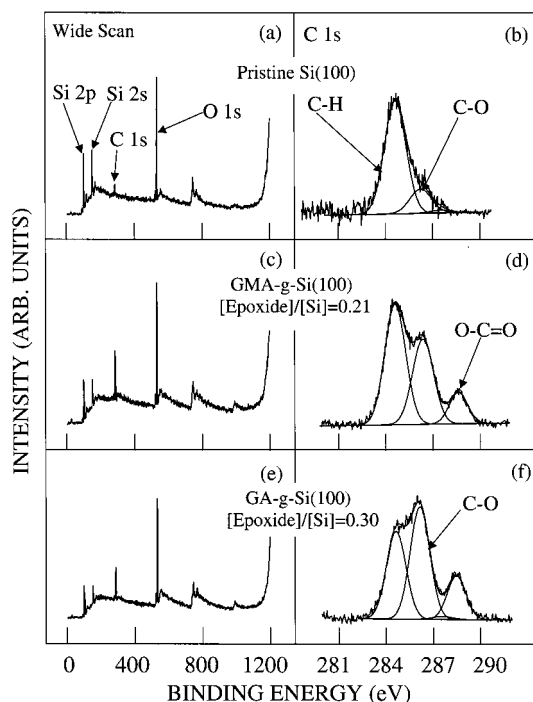 Wide Scan
(a)
C 1s
(b)
Pristine Si(100)
Si 2p
Si 2s
C 1s
O 1s
C-H
C-O
(c)
(d)
GMA-g-Si(100)
[Epoxide]/[Si]=0.21
O-C=O
(e)
(f)
GA-g-Si(100)
[Epoxide]/[Si]=0.30
C-O
INTENSITY (ARB. UNITS)
0 400 800 1200
281 284 287 290
BINDING ENERGY (eV)